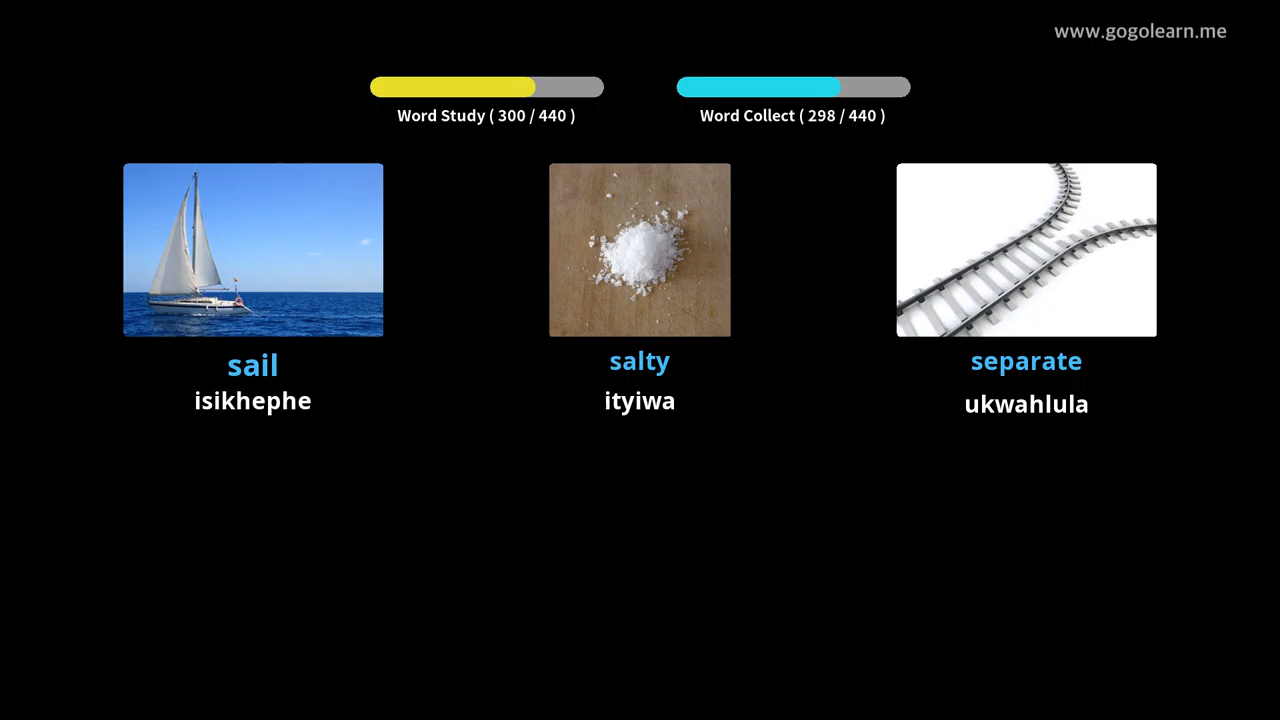 www.gogolearn.me
Word Study ( 300 / 440 )
Word Collect ( 298 / 440 )
sail
isikhephe
salty
ityiwa
separate
ukwahlula